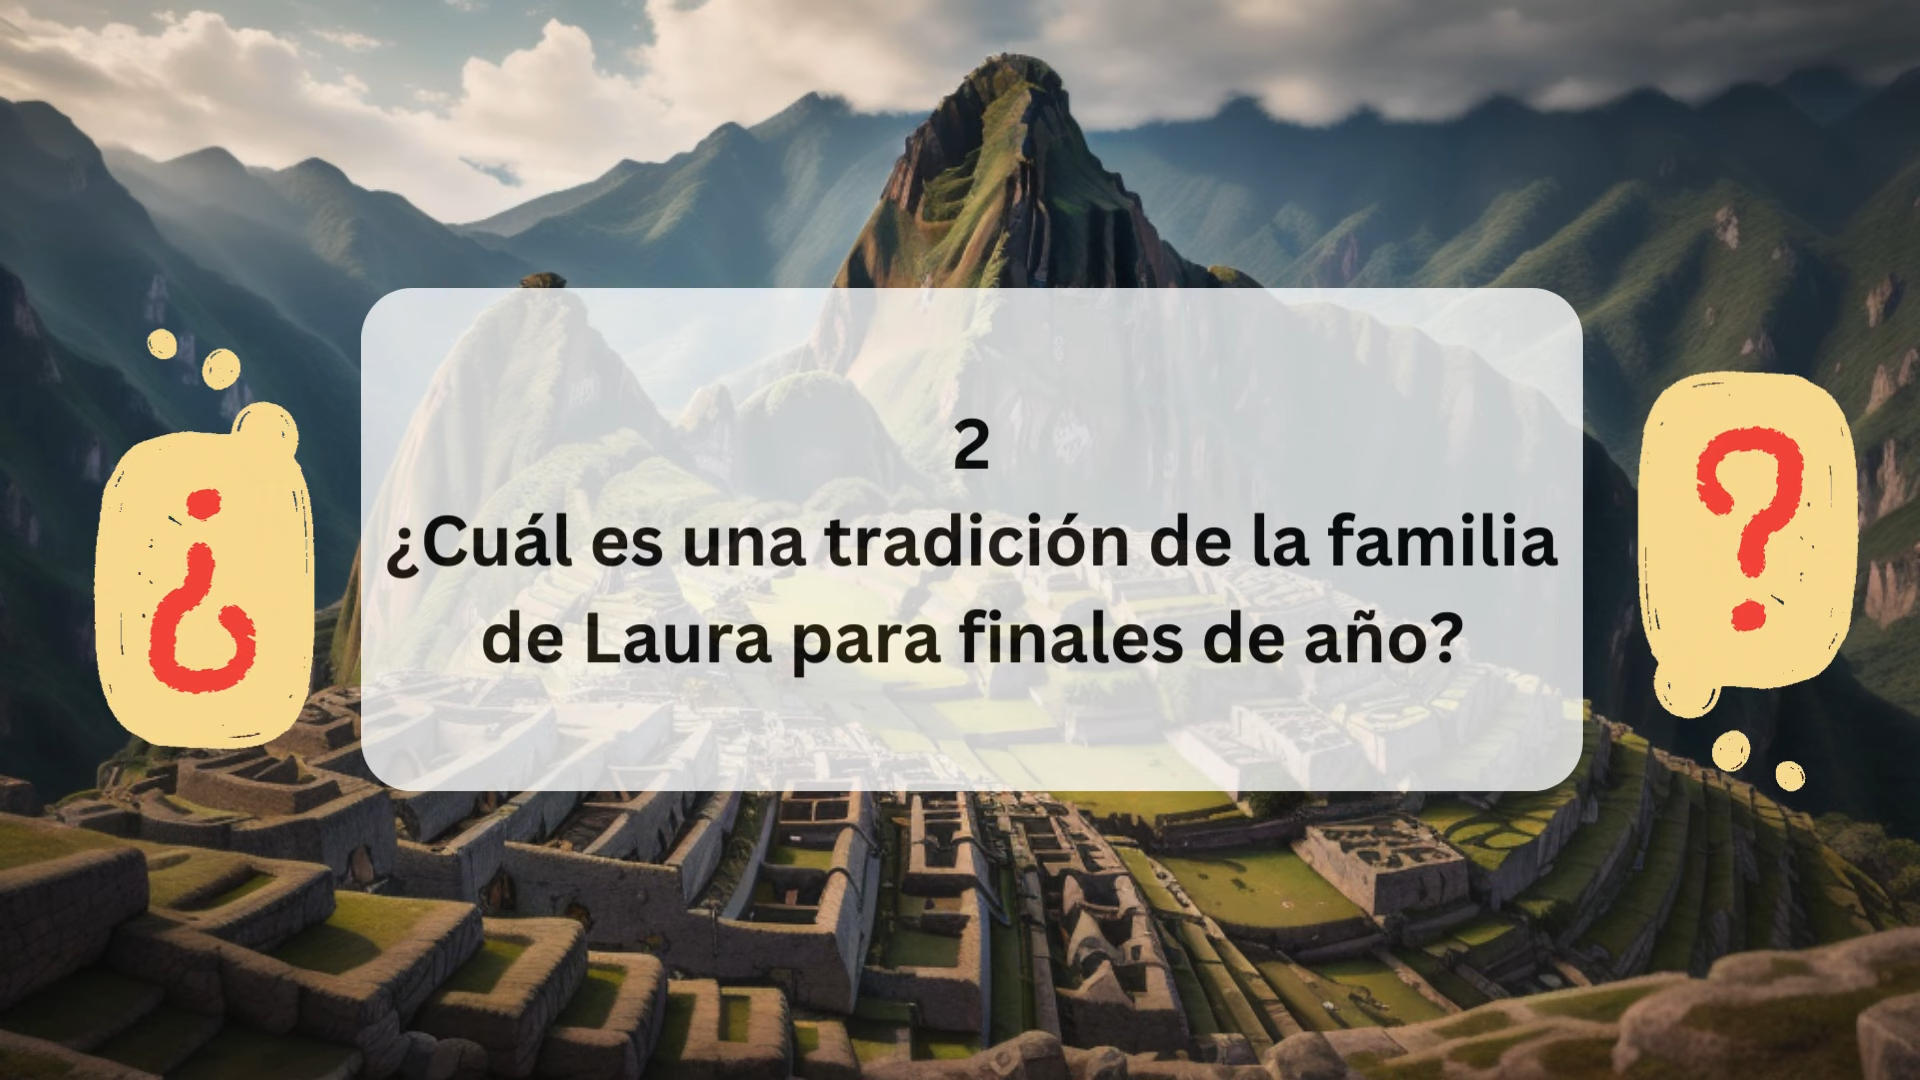 2
¿Cuál es una tradición de la familia
de Laura para finales de año?
¿
?